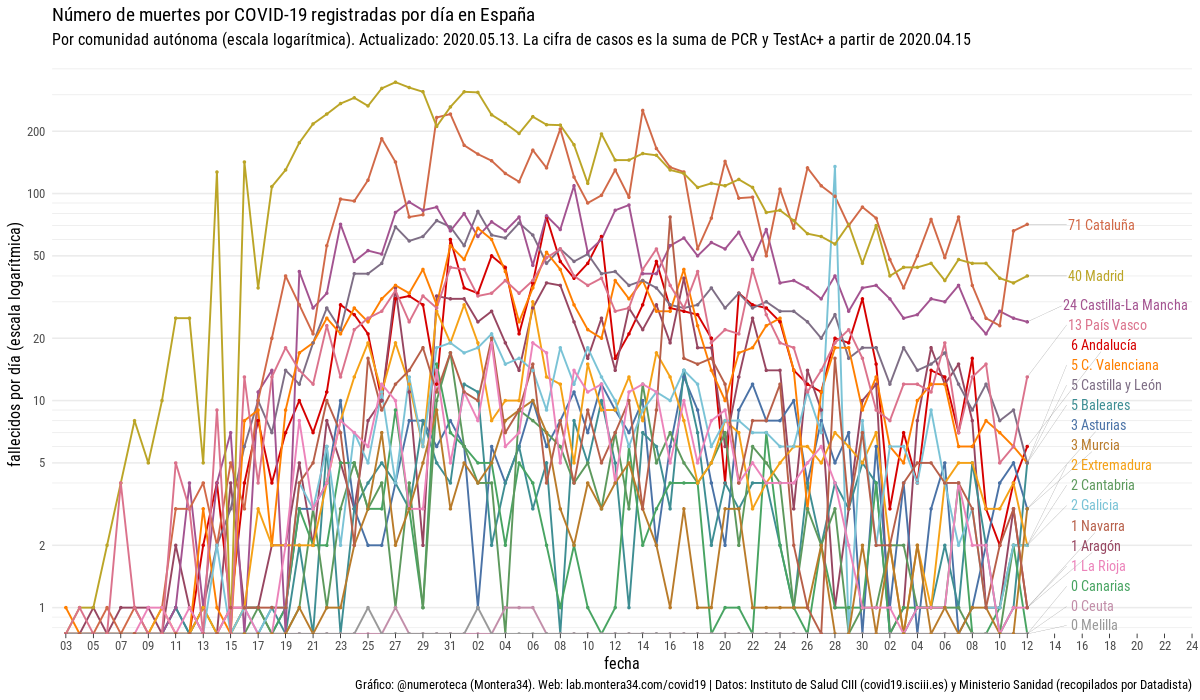 Número de muertes por COVID-19 registradas por día en España
Por comunidad autónoma (escala logarítmica). Actualizado: 2020.05.13. La cifra de casos es la suma de PCR y TestAc+ a partir de 2020.04.15
fallecidos por día (escala logarítmica)
200
100
50
20
10
5
2
1
71 Cataluña
40 Madrid
24 Castilla-La Mancha
13 País Vasco
6 Andalucía
5 C. Valenciana
5 Castilla y León
5 Baleares
3 Asturias
3 Murcia
2 Extremadura
2 Cantabria
2 Galicia
1 Navarra
1 Aragón
1 La Rioja
0 Canarias
0 Ceuta
0 Melilla
03 05 07 09 10 12 14 15 17 19 21 23 25 26 28 29 31 02 04 06 08 10 12 14 16 18 20 22 24 26 28 30 02 04 06 08 10 12 14 16 18 20 22 24
fecha
Gráfico: @numeroteca (Montera34). Web: lab.montera34.com/covid19 | Datos: Instituto de Salud CIII (covid19.isciii.es) y Ministerio Sanidad (recopilados por Datadista)